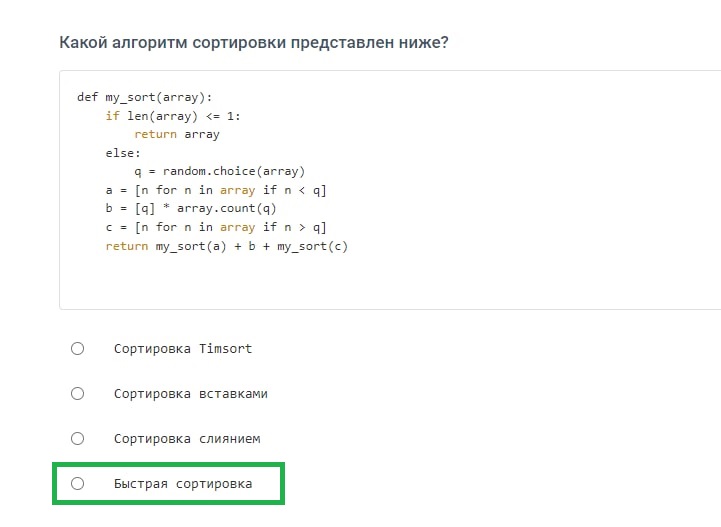 Какой алгоритм сортировки представлен ниже?
def my_sort(array):
    if len(array) <= 1:
        return array
    else:
        q = random.choice(array)
    a = [n for n in array if n < q]
    b = [q] * array.count(q)
    c = [n for n in array if n > q]
    return my_sort(a) + b + my_sort(c)
Сортировка Timsort
Сортировка вставками
Сортировка слиянием
Быстрая сортировка